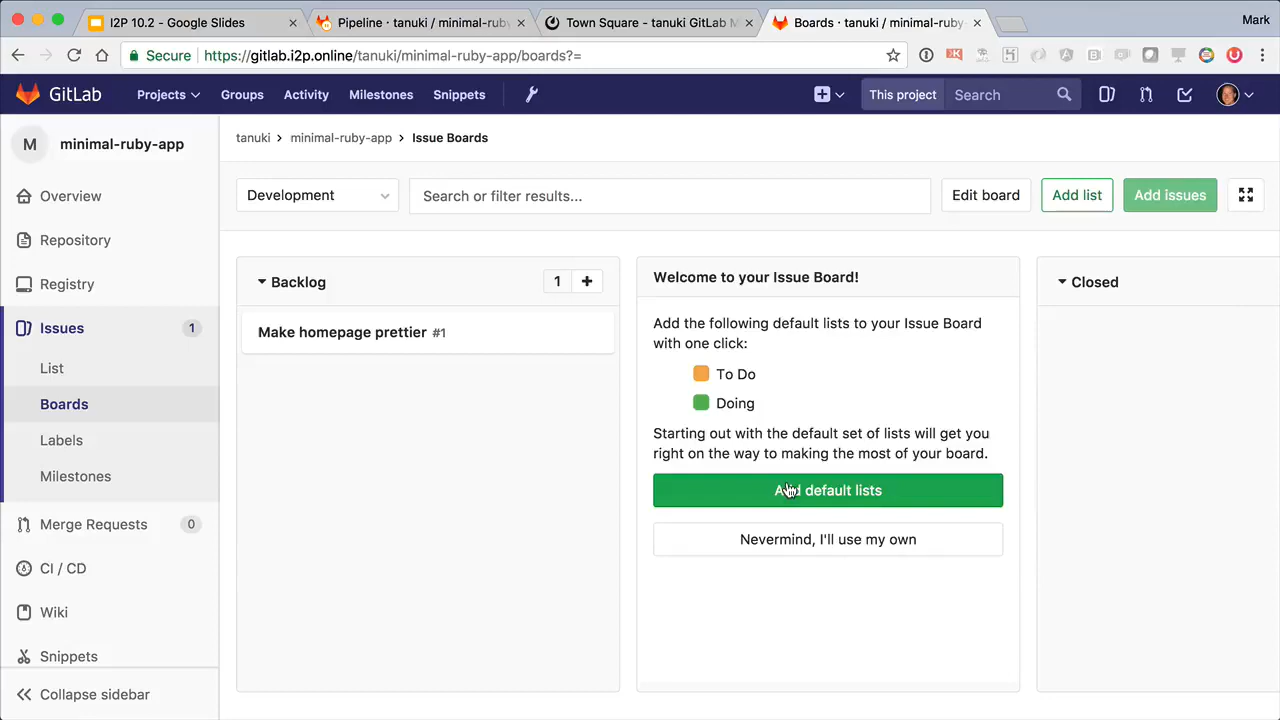 I2P 10.2 - Google Slides
Pipeline · tanuki / minimal-ruby
Town Square - tanuki GitLab M
Boards · tanuki / minimal-ruby-
Mark
Secure
https://gitlab.i2p.online/tanuki/minimal-ruby-app/boards?=
GitLab
Projects
Groups
Activity
Milestones
Snippets
This project
Search
M
minimal-ruby-app
tanuki > minimal-ruby-app > Issue Boards
Overview
Repository
Registry
Issues 1
List
Boards
Labels
Milestones
Merge Requests 0
CI / CD
Wiki
Snippets
Collapse sidebar
Development
Search or filter results...
Edit board
Add list
Add issues
Backlog
1
+
Make homepage prettier #1
Welcome to your Issue Board!
Add the following default lists to your Issue Board
with one click:
To Do
Doing
Starting out with the default set of lists will get you
right on the way to making the most of your board.
Add default lists
Nevermind, I'll use my own
Closed